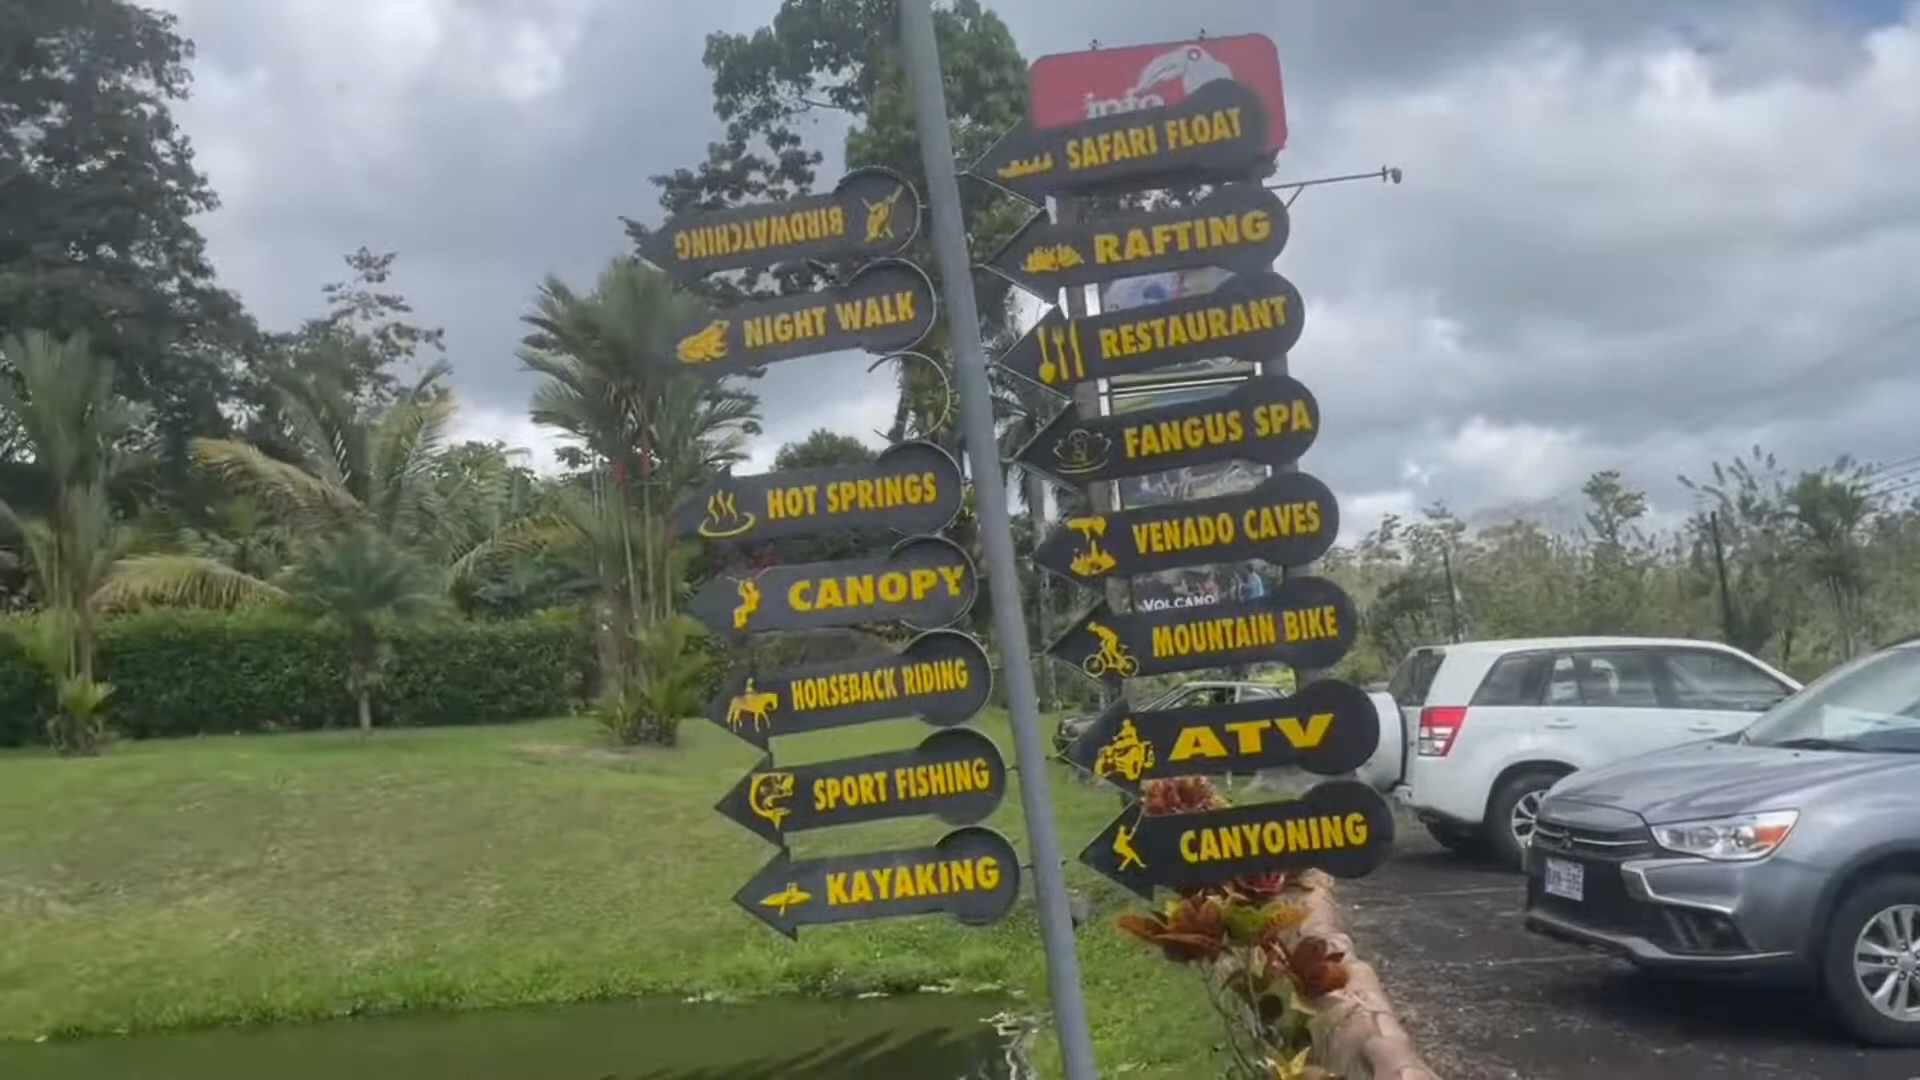 info
BIRDWATCHING
NIGHT WALK
HOT SPRINGS
CANOPY
HORSEBACK RIDING
SPORT FISHING
KAYAKING
SAFARI FLOAT
RAFTING
RESTAURANT
FANGUS SPA
VENADO CAVES
VOLCANO
MOUNTAIN BIKE
ATV
CANYONING